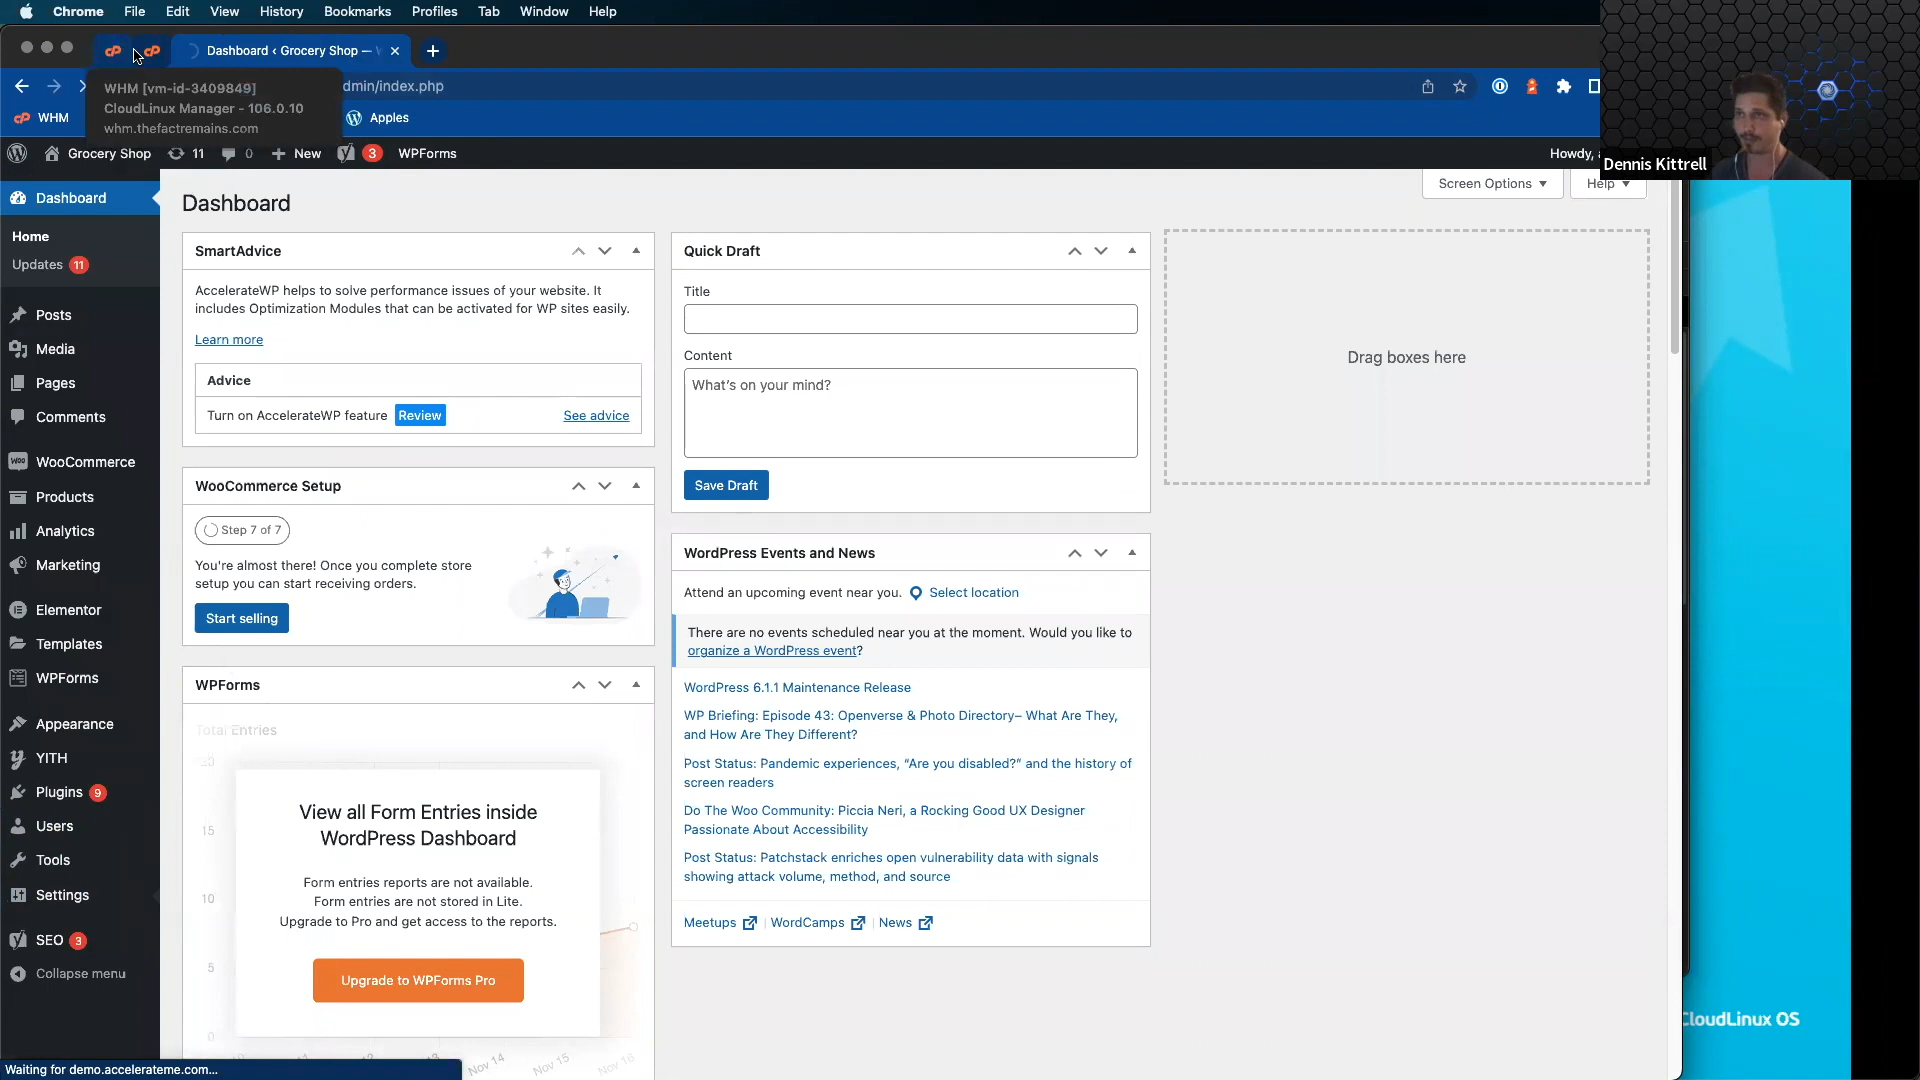 Chrome File Edit View History Bookmarks Profiles Tab Window Help
Dashboard ‹ Grocery Shop —
dmin/index.php
WHM [vm-id-3409849]
CloudLinux Manager - 106.0.10
whm.thefactremains.com
WHM
Apples
Grocery Shop 11 0 New 3 WPForms
Howdy,
Dennis Kittrell
Screen Options Help
Dashboard
Home
Updates 11
Posts
Media
Pages
Comments
WooCommerce
Products
Analytics
Marketing
Elementor
Templates
WPForms
Appearance
YITH
Plugins 9
Users
Tools
Settings
SEO 3
Collapse menu
Dashboard
SmartAdvice
AccelerateWP helps to solve performance issues of your website. It
includes Optimization Modules that can be activated for WP sites easily.
Learn more
Advice
Turn on AccelerateWP feature Review See advice
WooCommerce Setup
Step 7 of 7
You're almost there! Once you complete store
setup you can start receiving orders.
Start selling
WPForms
Total Entries
20
15
10
5
0
View all Form Entries inside
WordPress Dashboard
Form entries reports are not available.
Form entries are not stored in Lite.
Upgrade to Pro and get access to the reports.
Upgrade to WPForms Pro
Nov 14 Nov 15 Nov 16
Quick Draft
Title
Content
What's on your mind?
Save Draft
WordPress Events and News
Attend an upcoming event near you. Select location
There are no events scheduled near you at the moment. Would you like to
organize a WordPress event?
WordPress 6.1.1 Maintenance Release
WP Briefing: Episode 43: Openverse & Photo Directory– What Are They,
and How Are They Different?
Post Status: Pandemic experiences, “Are you disabled?” and the history of
screen readers
Do The Woo Community: Piccia Neri, a Rocking Good UX Designer
Passionate About Accessibility
Post Status: Patchstack enriches open vulnerability data with signals
showing attack volume, method, and source
Meetups WordCamps News
Drag boxes here
CloudLinux OS
Waiting for demo.accelerateme.com...